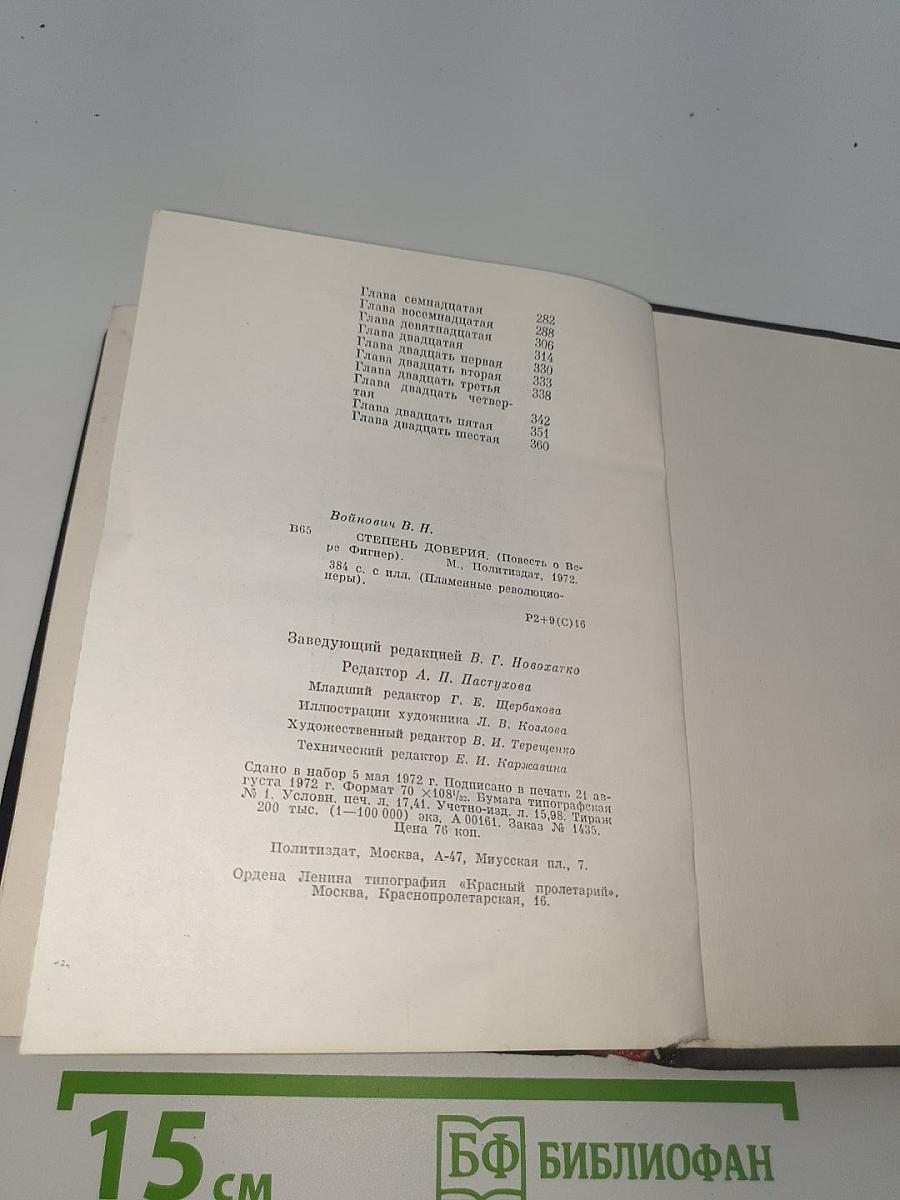 Глава семнадцатая 282
Глава восемнадцатая 288
Глава девятнадцатая 306
Глава двадцатая 314
Глава двадцать первая 330
Глава двадцать вторая 333
Глава двадцать третья 338
Глава двадцать четвер-
тая 342
Глава двадцать пятая 351
Глава двадцать шестая 360
Войнович В. Н.
В65 СТЕПЕНЬ ДОВЕРИЯ. (Повесть о Ве-
ре Фигнер). М., Политиздат, 1972.
384 с. с илл. (Пламенные революцио-
неры).
Р2+9(С)16
Заведующий редакцией В. Г. Новохатко
Редактор А. П. Пастухова
Младший редактор Г. Е. Щербакова
Иллюстрации художника Л. В. Козлова
Художественный редактор В. И. Терещенко
Технический редактор Е. И. Каржавина
Сдано в набор 5 мая 1972 г. Подписано в печать 21 ав-
густа 1972 г. Формат 70 ×108¹/₃₂. Бумага типографская
№ 1. Условн. печ. л. 17,41. Учетно-изд. л. 15,98. Тираж
200 тыс. (1—100 000) экз. А 00161. Заказ № 1435.
Цена 76 коп.
Политиздат, Москва, А-47, Миусская пл., 7.
Ордена Ленина типография «Красный пролетарий».
Москва, Краснопролетарская, 16.
15 см
БФ БИБЛИОФАН